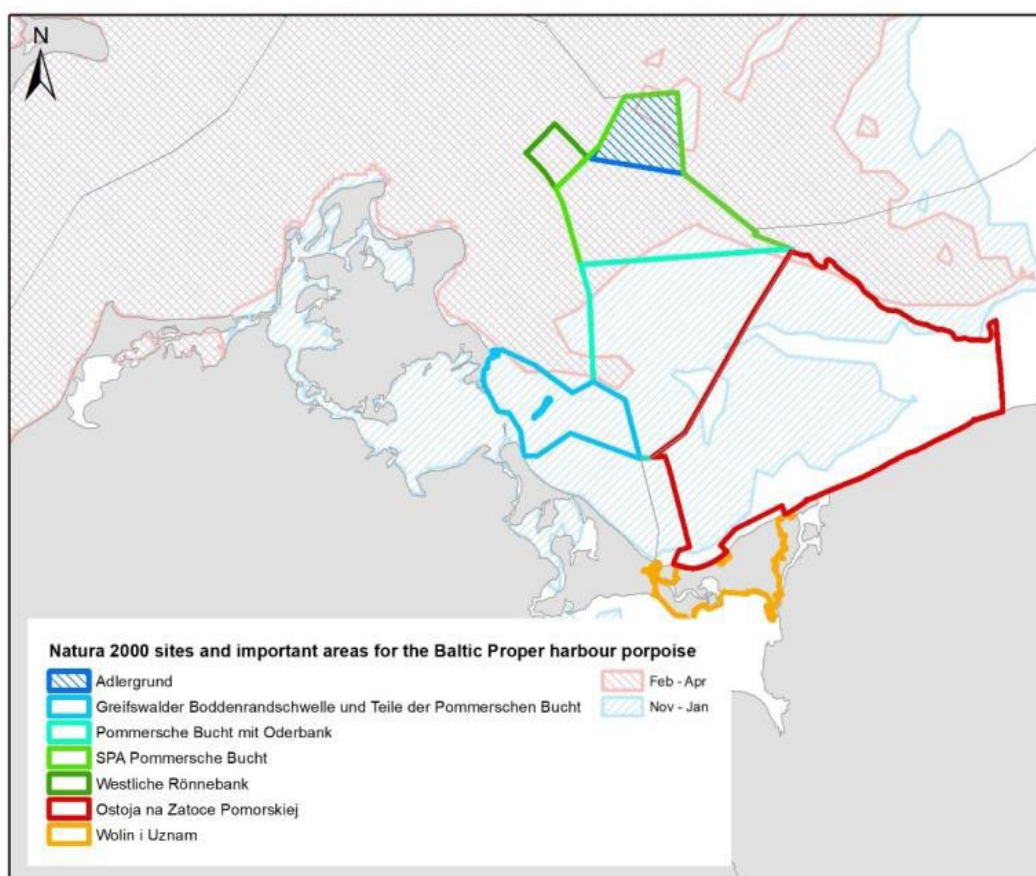 N
Natura 2000 sites and important areas for the Baltic Proper harbour porpoise
Adlergrund
Greifswalder Boddenrandschwelle und Teile der Pommerschen Bucht
Pommersche Bucht mit Oderbank
SPA Pommersche Bucht
Westliche Rönnebank
Ostoja na Zatoce Pomorskiej
Wolin i Uznam
Feb - Apr
Nov - Jan